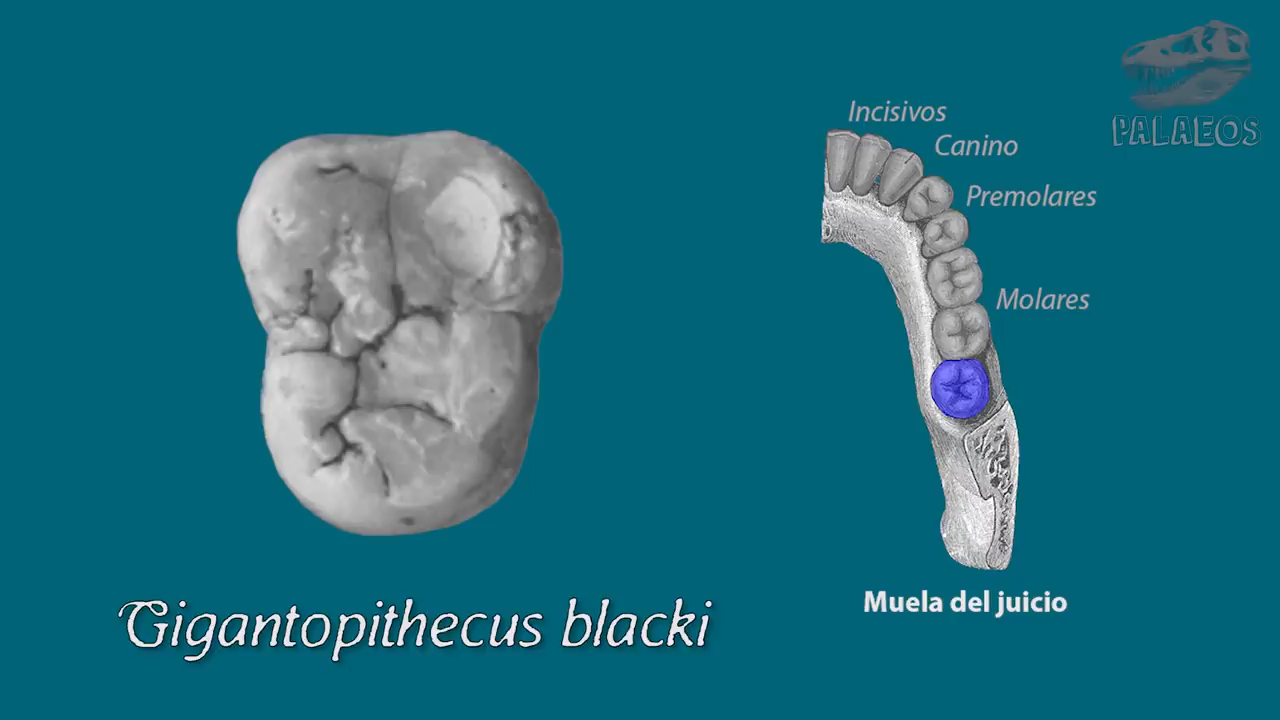 PALAEOS
Incisivos
Canino
Premolares
Molares
Gigantopithecus blacki
Muela del juicio